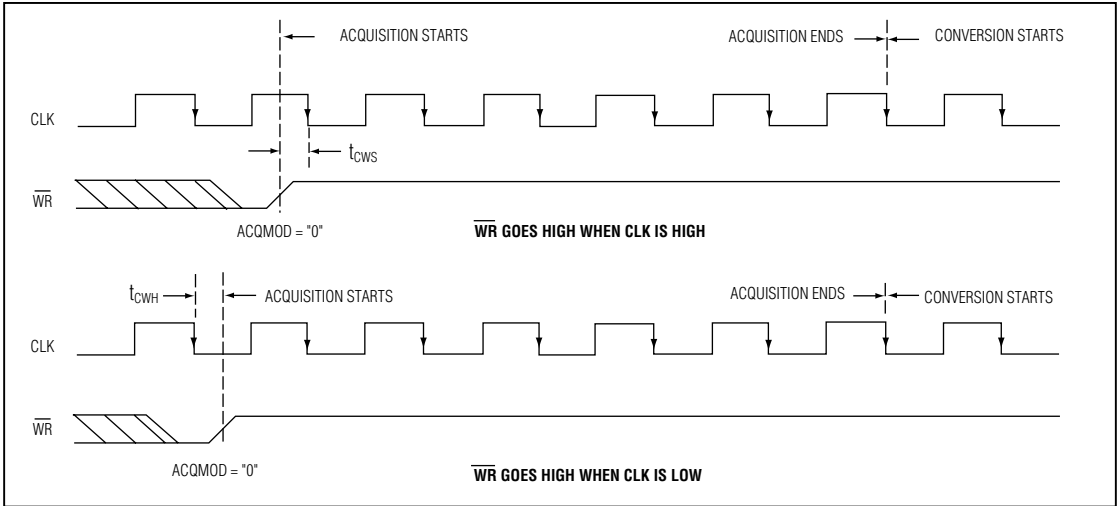 ACQUISITION STARTS
ACQUISITION ENDS
CONVERSION STARTS
CLK
tCWS
WR
ACQMOD = "0"
WR GOES HIGH WHEN CLK IS HIGH
tCWH
ACQUISITION STARTS
ACQUISITION ENDS
CONVERSION STARTS
CLK
WR
ACQMOD = "0"
WR GOES HIGH WHEN CLK IS LOW